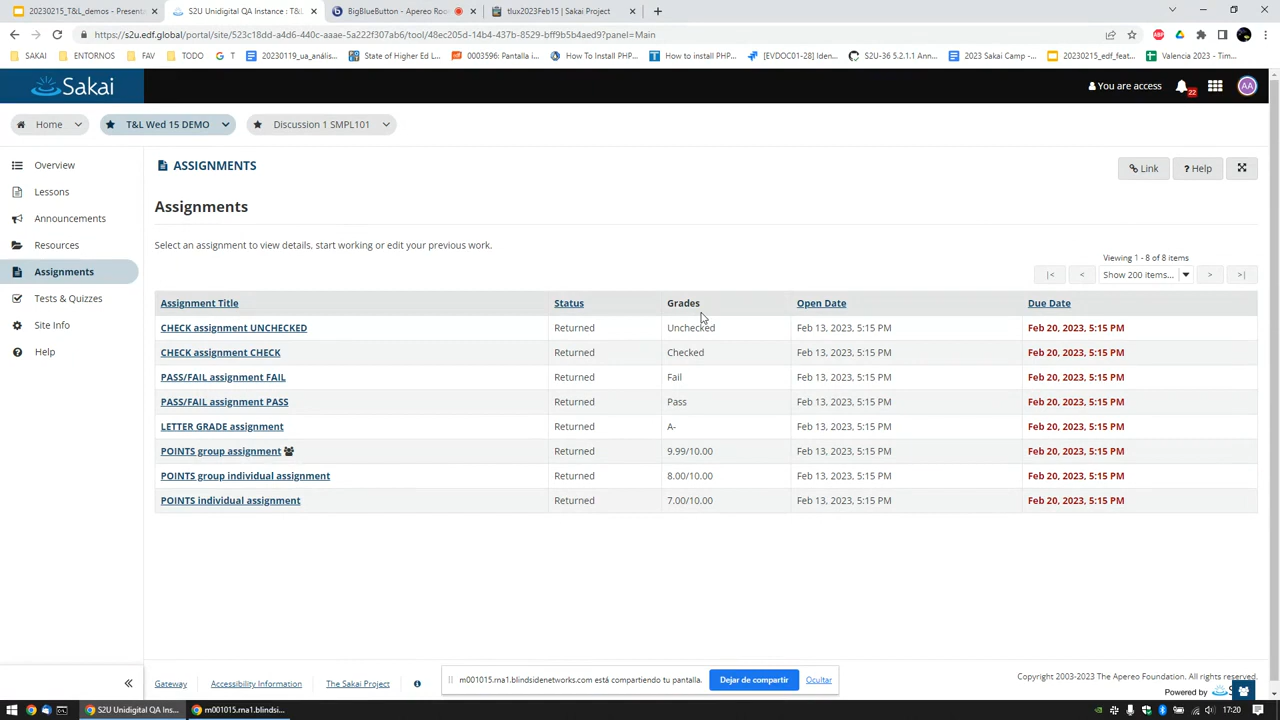 20230215_T&L_demos - Present
S2U Unidigital QA Instance : T&L
BigBlueButton - Apereo Roo
tlux2023Feb15 | Sakai Project
https://s2u.edf.global/portal/site/523c18dd-a4d6-440c-aaae-5a222f307ab6/tool/48ec205d-14b4-437b-8529-bff9b5b4aed9?panel=Main
SAKAI
ENTORNOS
FAV
TODO
T
20230119_ua_anális...
State of Higher Ed L...
0003596: Pantalla i...
How To Install PHP...
How to install PHP...
[EVDOC01-28] Iden...
S2U-36 5.2.1.1 Ann...
2023 Sakai Camp -...
20230215_edf_feat...
Valencia 2023 - Tim...
Sakai
You are access
22
AA
Home
T&L Wed 15 DEMO
Discussion 1 SMPL101
Overview
Lessons
Announcements
Resources
Assignments
Tests & Quizzes
Site Info
Help
ASSIGNMENTS
Link
? Help
Assignments
Select an assignment to view details, start working or edit your previous work.
Viewing 1 - 8 of 8 items
|<
<
Show 200 items...
>
>|
Assignment Title Status Grades Open Date Due Date
CHECK assignment UNCHECKED Returned Unchecked Feb 13, 2023, 5:15 PM Feb 20, 2023, 5:15 PM
CHECK assignment CHECK Returned Checked Feb 13, 2023, 5:15 PM Feb 20, 2023, 5:15 PM
PASS/FAIL assignment FAIL Returned Fail Feb 13, 2023, 5:15 PM Feb 20, 2023, 5:15 PM
PASS/FAIL assignment PASS Returned Pass Feb 13, 2023, 5:15 PM Feb 20, 2023, 5:15 PM
LETTER GRADE assignment Returned A- Feb 13, 2023, 5:15 PM Feb 20, 2023, 5:15 PM
POINTS group assignment Returned 9.99/10.00 Feb 13, 2023, 5:15 PM Feb 20, 2023, 5:15 PM
POINTS group individual assignment Returned 8.00/10.00 Feb 13, 2023, 5:15 PM Feb 20, 2023, 5:15 PM
POINTS individual assignment Returned 7.00/10.00 Feb 13, 2023, 5:15 PM Feb 20, 2023, 5:15 PM
Gateway
Accessibility Information
The Sakai Project
m001015.rna1.blindsidenetworks.com está compartiendo tu pantalla.
Dejar de compartir
Ocultar
Copyright 2003-2023 The Apereo Foundation. All rights reserved.
Powered by
S2U Unidigital QA Ins...
m001015.rna1.blindsi...
17:20